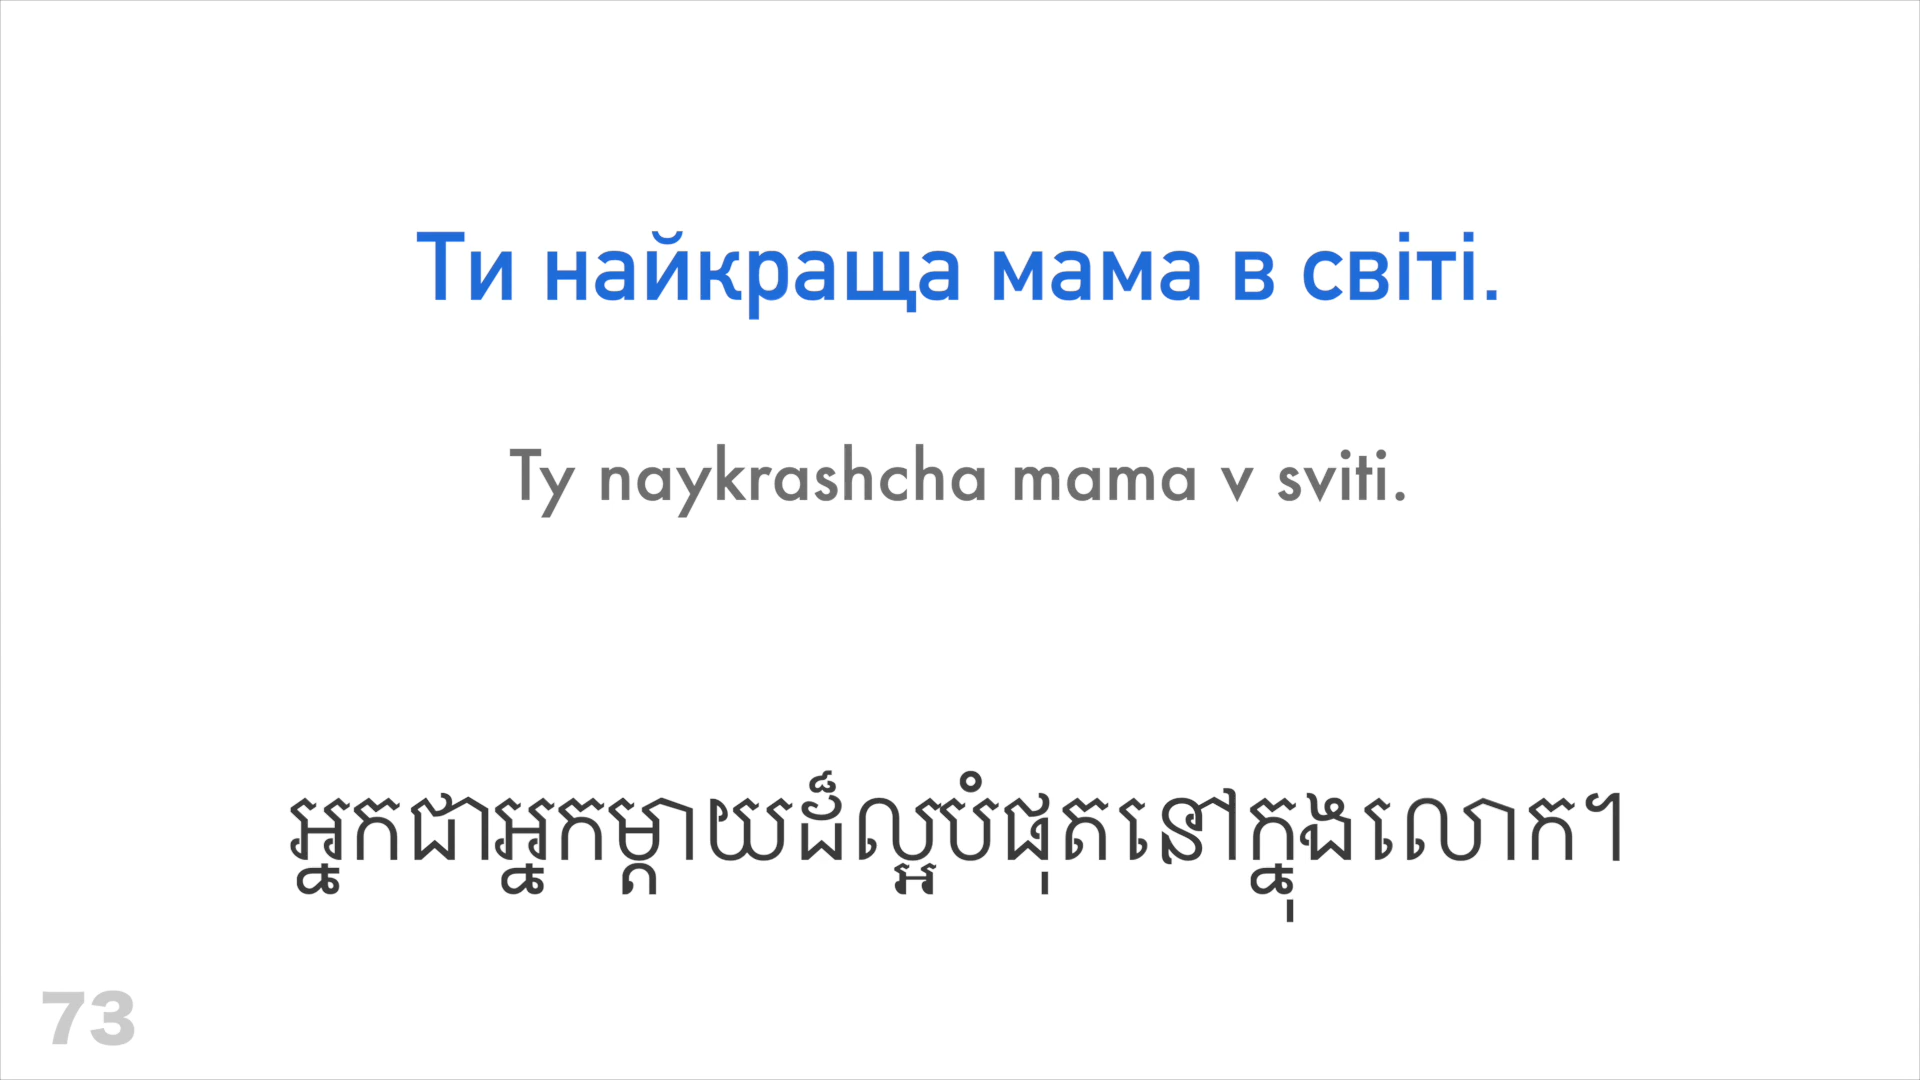 Ти найкраща мама в світі.
Ty naykrashcha mama v sviti.
អ្នកជាអ្នកម្តាយដ៏ល្អបំផុតនៅក្នុងលោក។
73